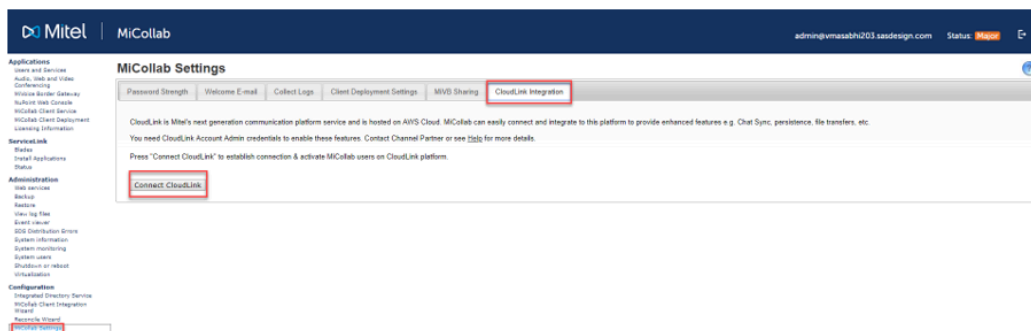 Mitel | MiCollab
admin@vmasabhi203.sasdesign.com Status: Major
Applications
Users and Services
Audio, Web and Video
Conferencing
MiVoice Border Gateway
NuPoint Web Console
MiCollab Client Service
MiCollab Client Deployment
Licensing Information
ServiceLink
Blades
Install Applications
Status
Administration
Web services
Backup
Restore
View log files
Event viewer
SDS Distribution Errors
System information
System monitoring
System users
Shutdown or reboot
Virtualization
Configuration
Integrated Directory Service
MiCollab Client Integration
Wizard
Reconcile Wizard
MiCollab Settings
MiCollab Settings
Password Strength Welcome E-mail Collect Logs Client Deployment Settings MiVB Sharing CloudLink Integration
CloudLink is Mitel's next generation communication platform service and is hosted on AWS Cloud. MiCollab can easily connect and integrate to this platform to provide enhanced features e.g. Chat Sync, persistence, file transfers, etc.
You need CloudLink Account Admin credentials to enable these features. Contact Channel Partner or see Help for more details.
Press "Connect CloudLink" to establish connection & activate MiCollab users on CloudLink platform.
Connect CloudLink